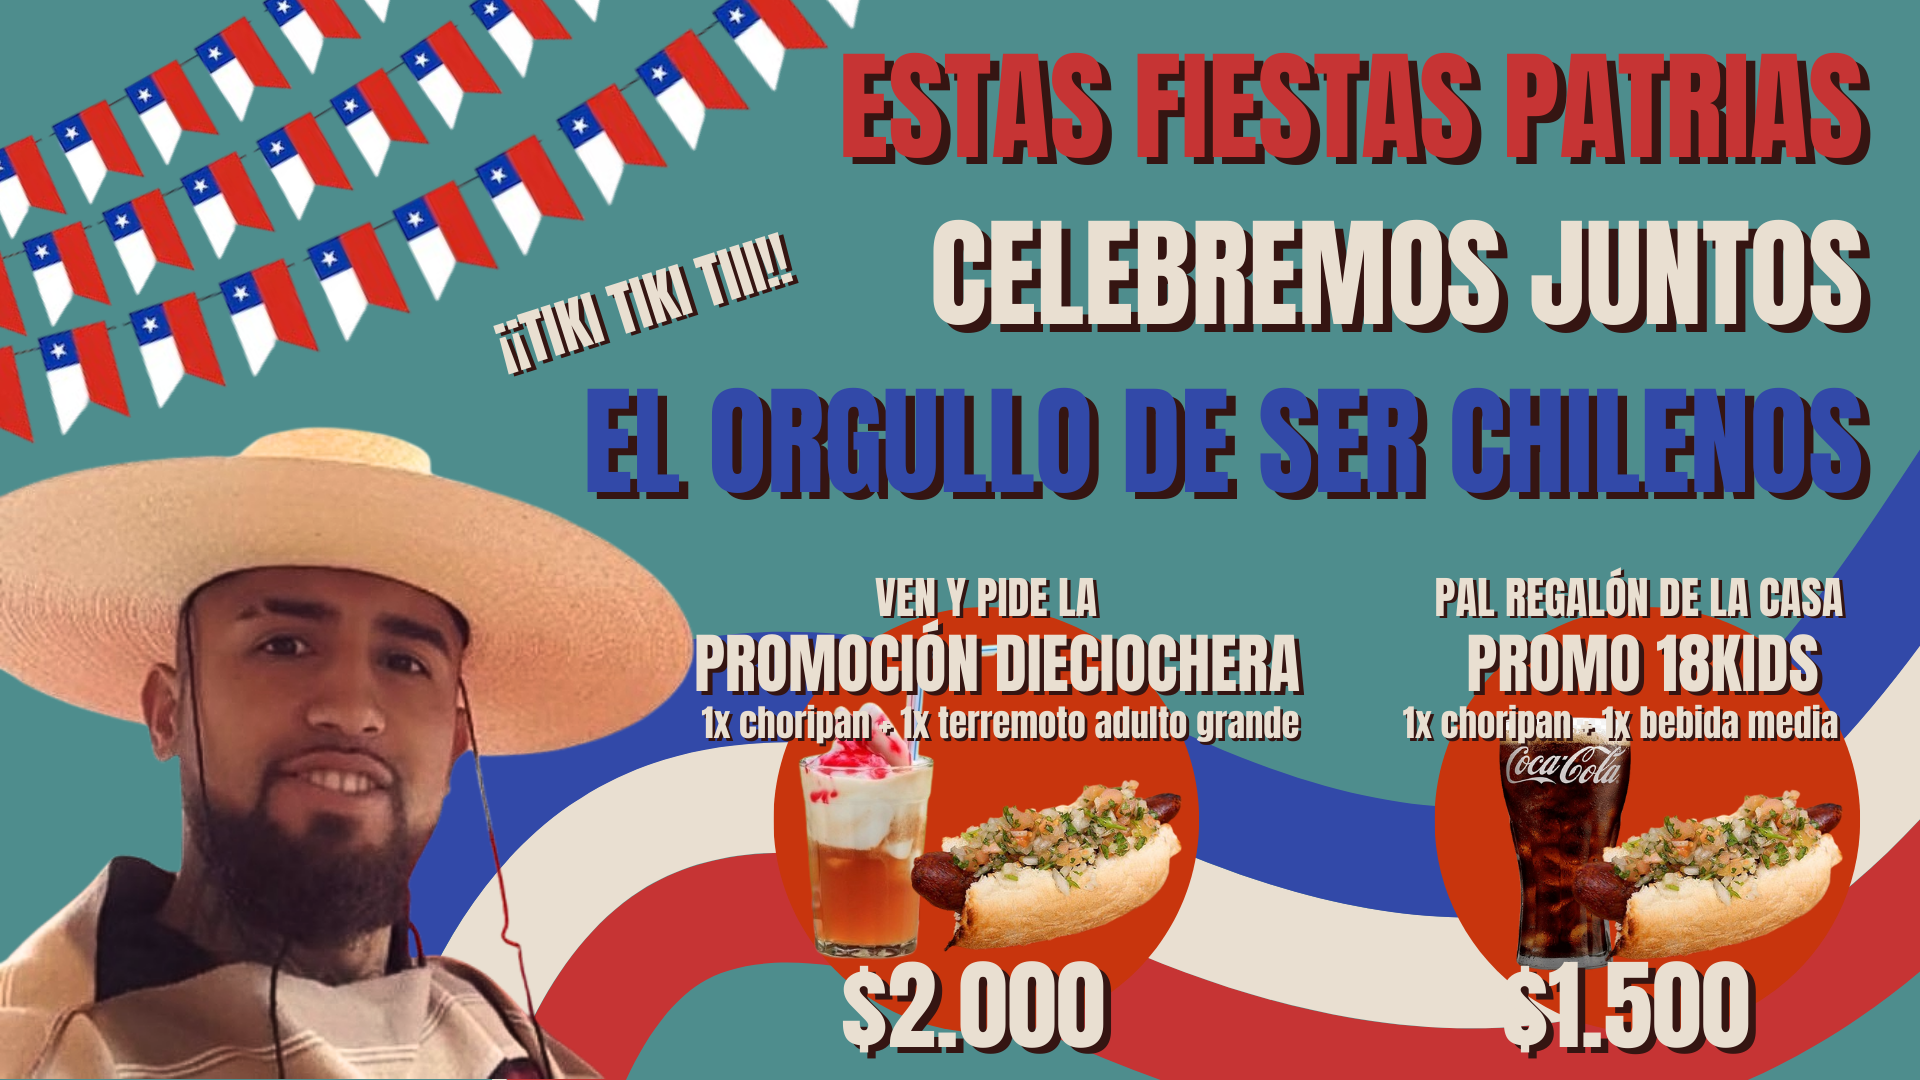 ESTAS FIESTAS PATRIAS
CELEBREMOS JUNTOS
¡¡TIKI TIKI TIII!!
EL ORGULLO DE SER CHILENOS
VEN Y PIDE LA
PROMOCIÓN DIECIOCHERA
1x choripan + 1x terremoto adulto grande
$2.000
PAL REGALÓN DE LA CASA
PROMO 18KIDS
1x choripan + 1x bebida media
Coca-Cola
$1.500